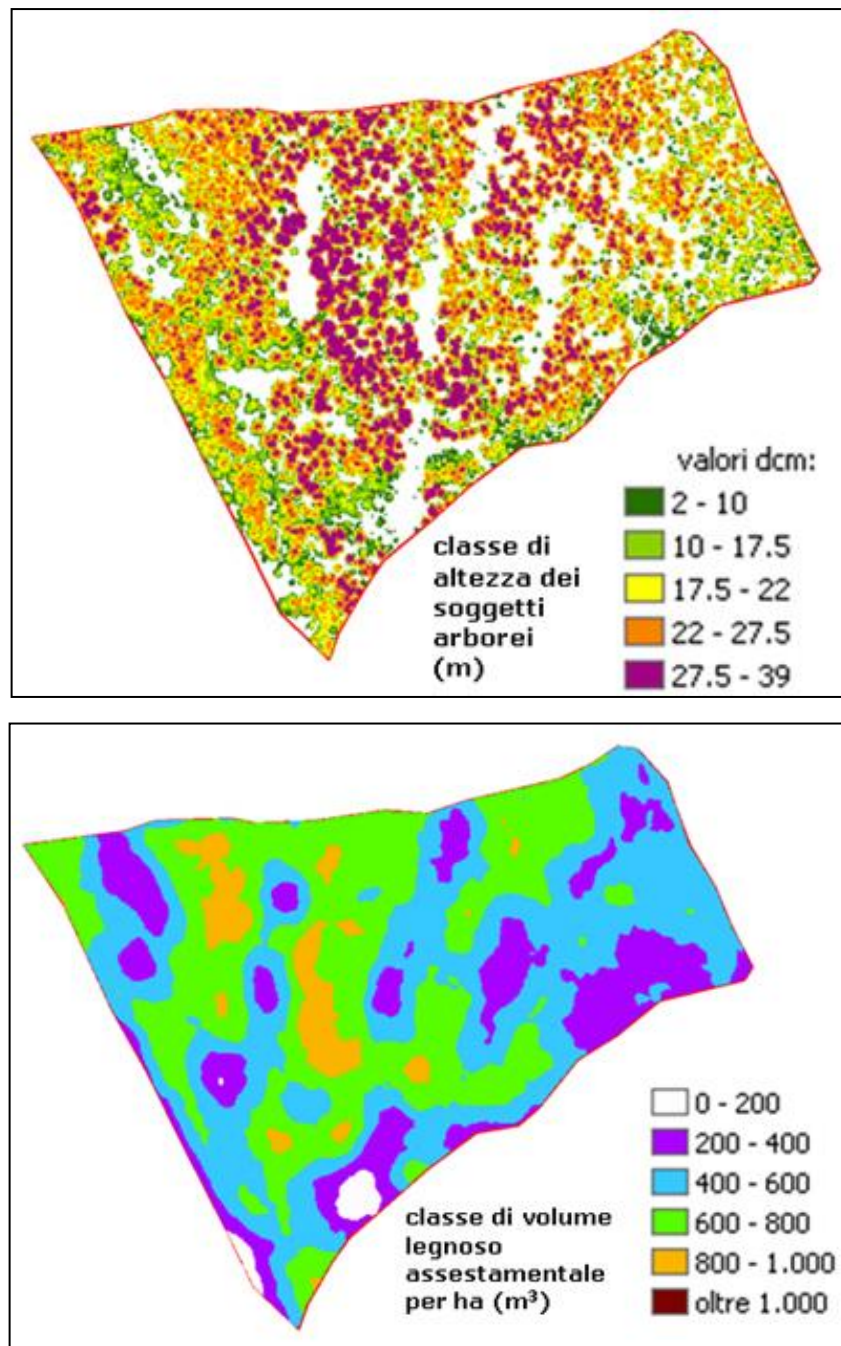 valori dcm:
2 - 10
10 - 17.5
17.5 - 22
22 - 27.5
27.5 - 39
classe di
altezza dei
soggetti
arborei
(m)
0 - 200
200 - 400
400 - 600
600 - 800
800 - 1.000
oltre 1.000
classe di volume
legnoso
assestamentale
per ha (m³)